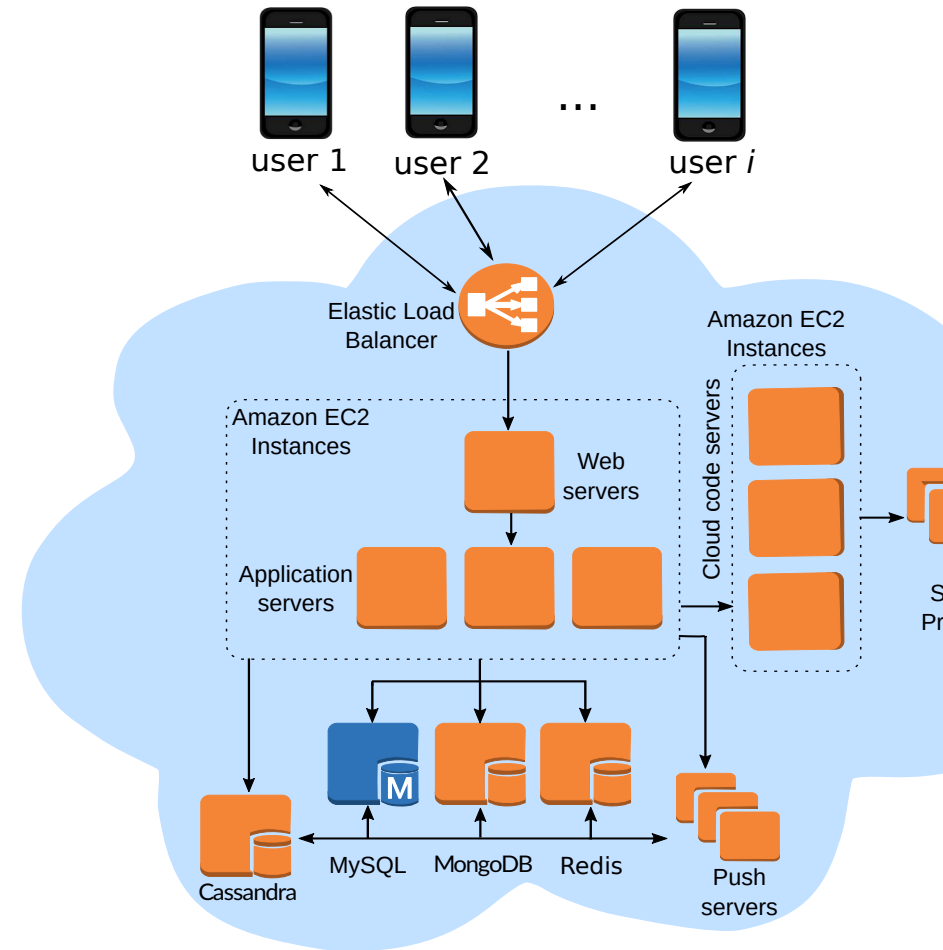 ...
user 1
user 2
user i
Elastic Load
Balancer
Amazon EC2
Instances
Amazon EC2
Instances
Web
servers
Cloud code servers
Application
servers
M
MySQL
MongoDB
Redis
Cassandra
Push
servers